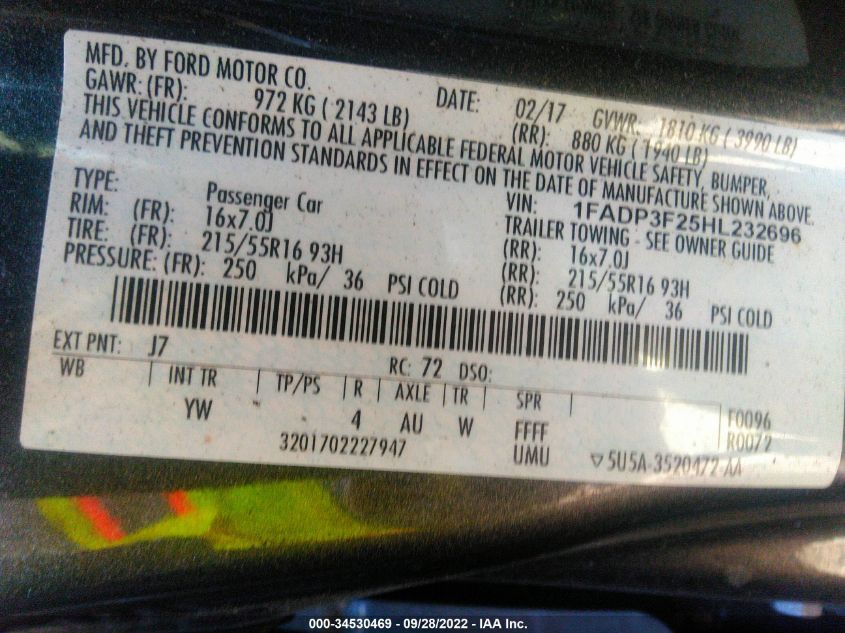 MFD. BY FORD MOTOR CO.
DATE: 02/17 GVWR: 1810 KG ( 3990 LB)
GAWR: (FR): 972 KG ( 2143 LB) (RR): 880 KG ( 1940 LB)
THIS VEHICLE CONFORMS TO ALL APPLICABLE FEDERAL MOTOR VEHICLE SAFETY, BUMPER,
AND THEFT PREVENTION STANDARDS IN EFFECT ON THE DATE OF MANUFACTURE SHOWN ABOVE.
VIN: 1FADP3F25HL232696
TYPE: Passenger Car TRAILER TOWING - SEE OWNER GUIDE
RIM: (FR): 16x7.0J (RR): 16x7.0J
TIRE: (FR): 215/55R16 93H (RR): 215/55R16 93H
PRESSURE: (FR): 250 kPa/ 36 PSI COLD (RR): 250 kPa/ 36 PSI COLD
EXT PNT: J7 RC: 72 DSO:
WB INT TR TP/PS R AXLE TR SPR
YW 4 AU W FFFF F0096
UMU R0072
3201702227947 ▽5U5A-3520472-AA
000-34530469 - 09/28/2022 - IAA Inc.